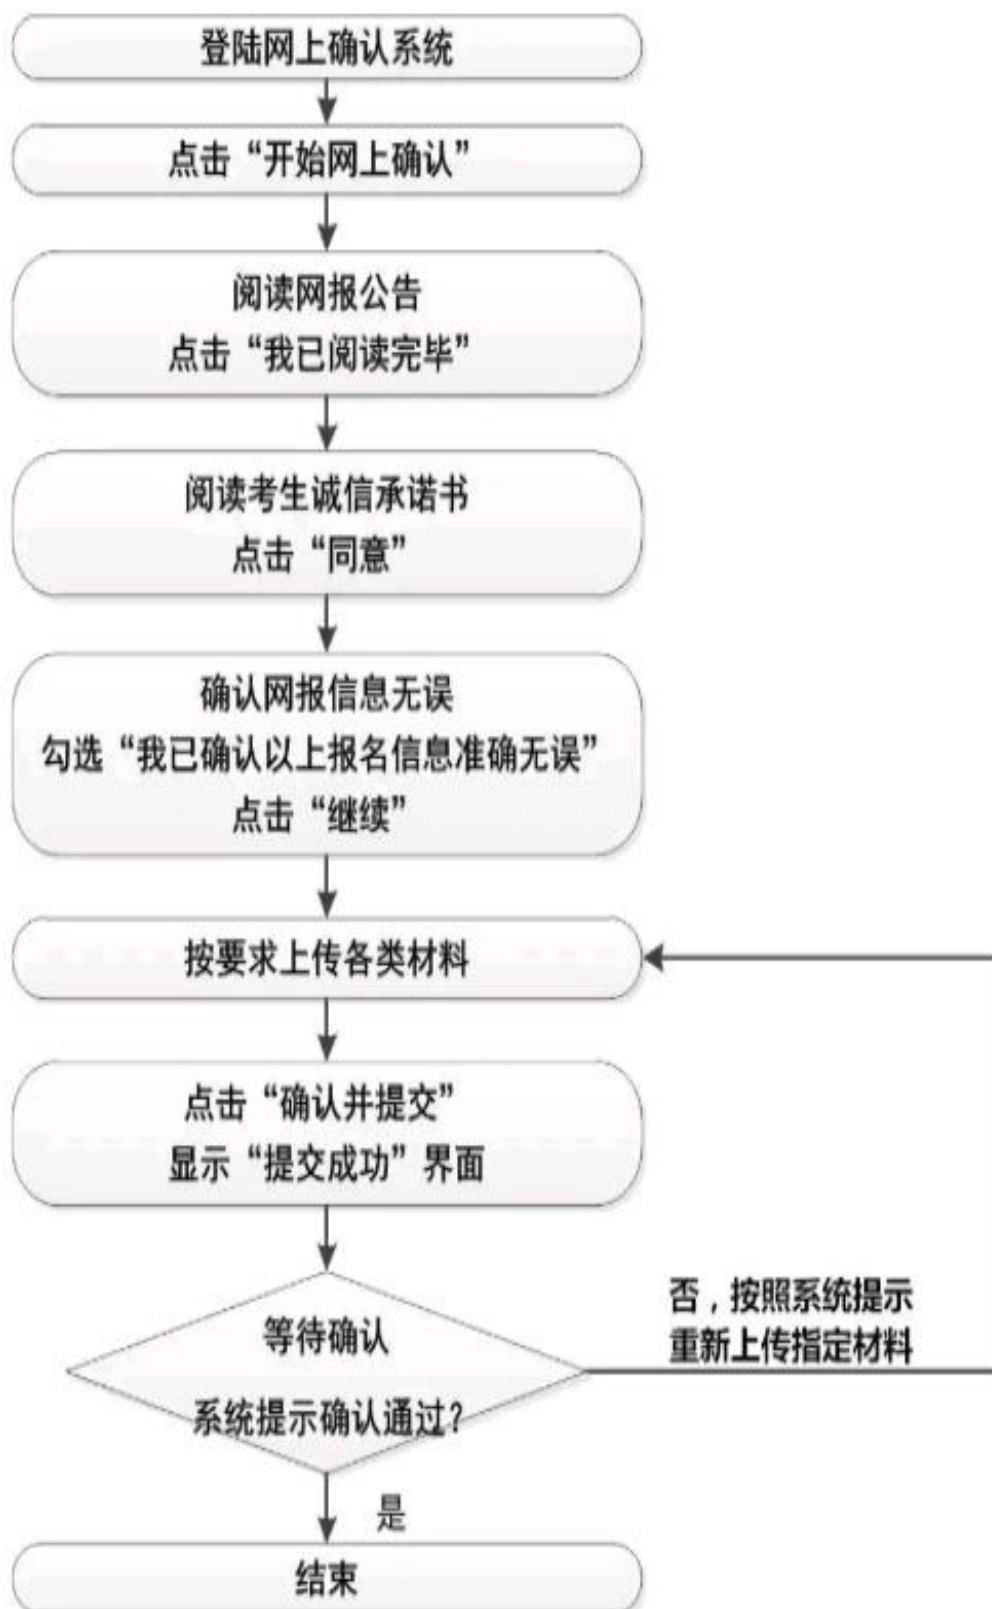 登陆网上确认系统
点击“开始网上确认”
阅读网报公告
点击“我已阅读完毕”
阅读考生诚信承诺书
点击“同意”
确认网报信息无误
勾选“我已确认以上报名信息准确无误”
点击“继续”
按要求上传各类材料
点击“确认并提交”
显示“提交成功”界面
等待确认
系统提示确认通过？
否，按照系统提示
重新上传指定材料
是
结束